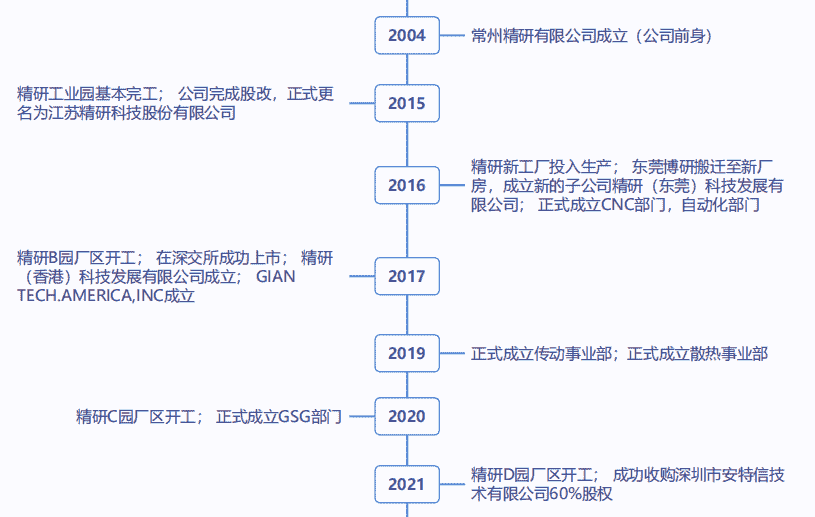 2004
常州精研有限公司成立（公司前身）
2015
精研工业园基本完工； 公司完成股改，正式更
名为江苏精研科技股份有限公司
2016
精研新工厂投入生产； 东莞博研搬迁至新厂
房，成立新的子公司精研（东莞）科技发展有
限公司； 正式成立CNC部门，自动化部门
2017
精研B园厂区开工； 在深交所成功上市； 精研
（香港）科技发展有限公司成立； GIAN
TECH.AMERICA,INC成立
2019
正式成立传动事业部；正式成立散热事业部
2020
精研C园厂区开工； 正式成立GSG部门
2021
精研D园厂区开工； 成功收购深圳市安特信技
术有限公司60%股权